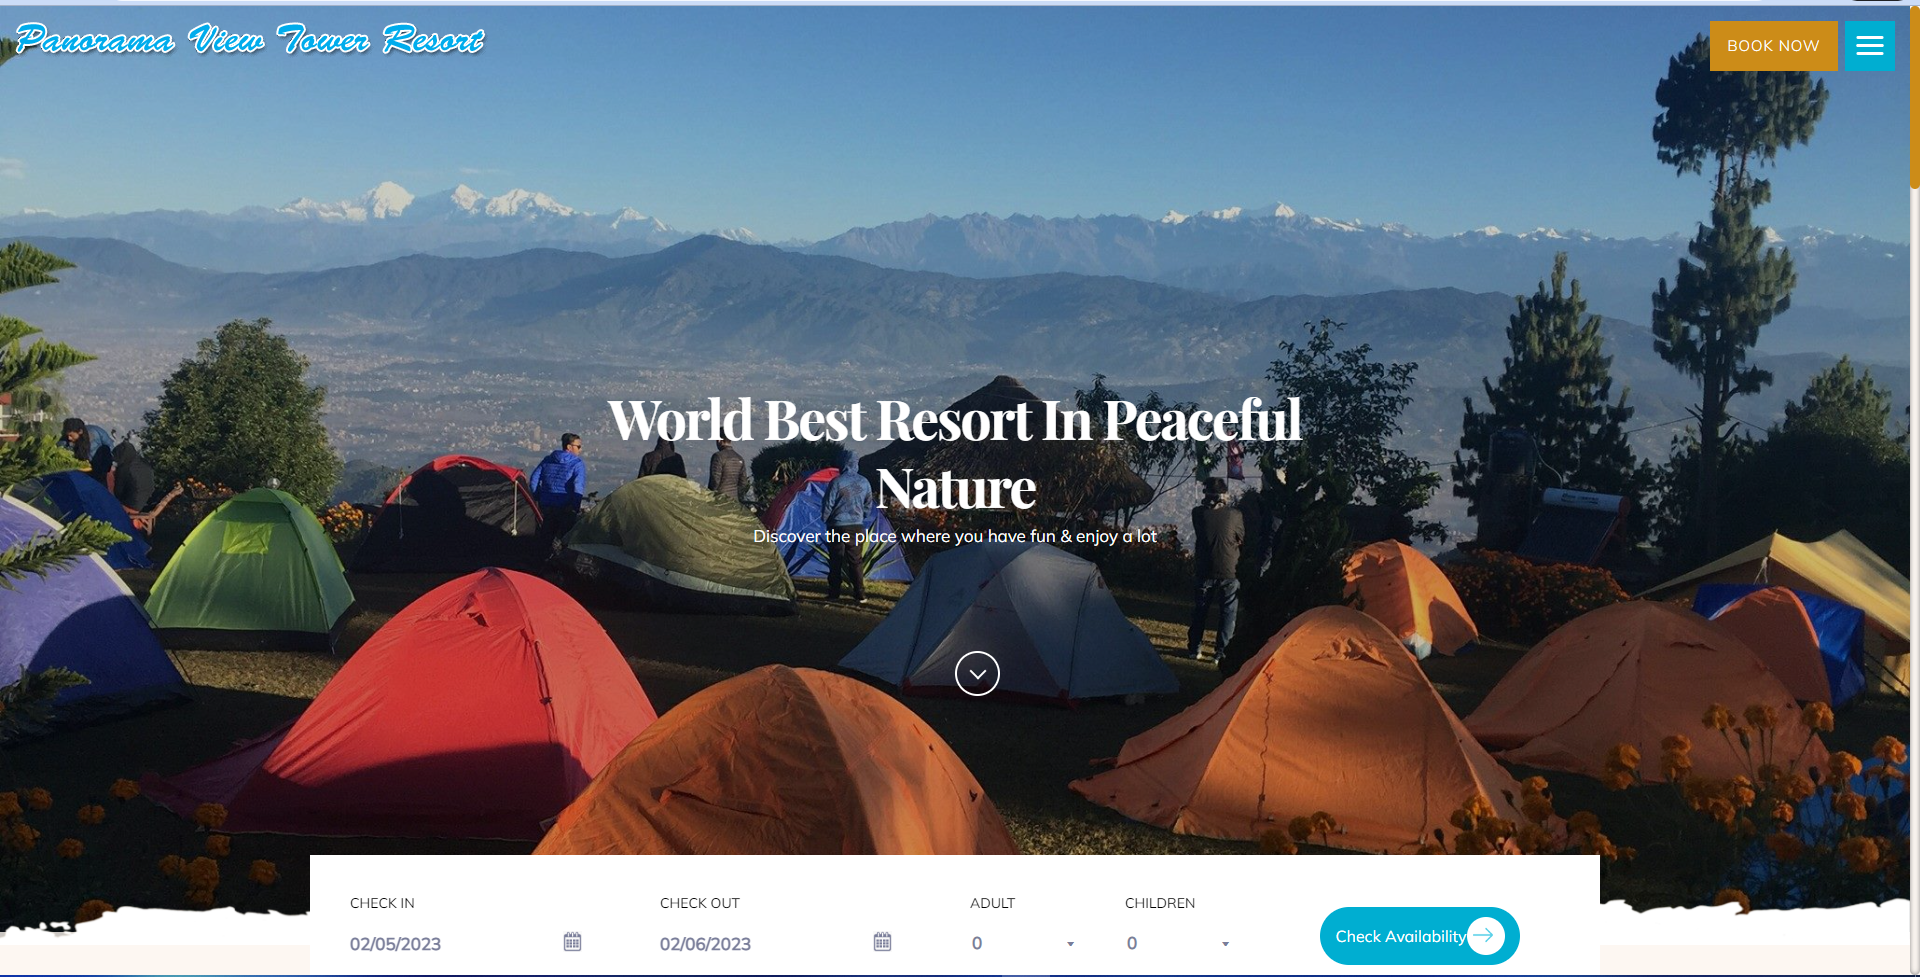 Panorama View Tower Resort
BOOK NOW
World Best Resort In Peaceful
Nature
Discover the place where you have fun & enjoy a lot
CHECK IN
CHECK OUT
ADULT
CHILDREN
02/05/2023
02/06/2023
0
0
Check Availability